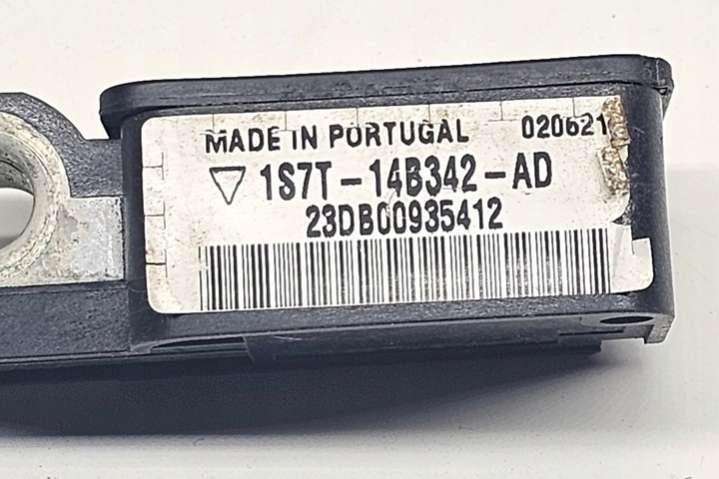 MADE IN PORTUGAL 020621
1S7T-14B342-AD
23DB00935412